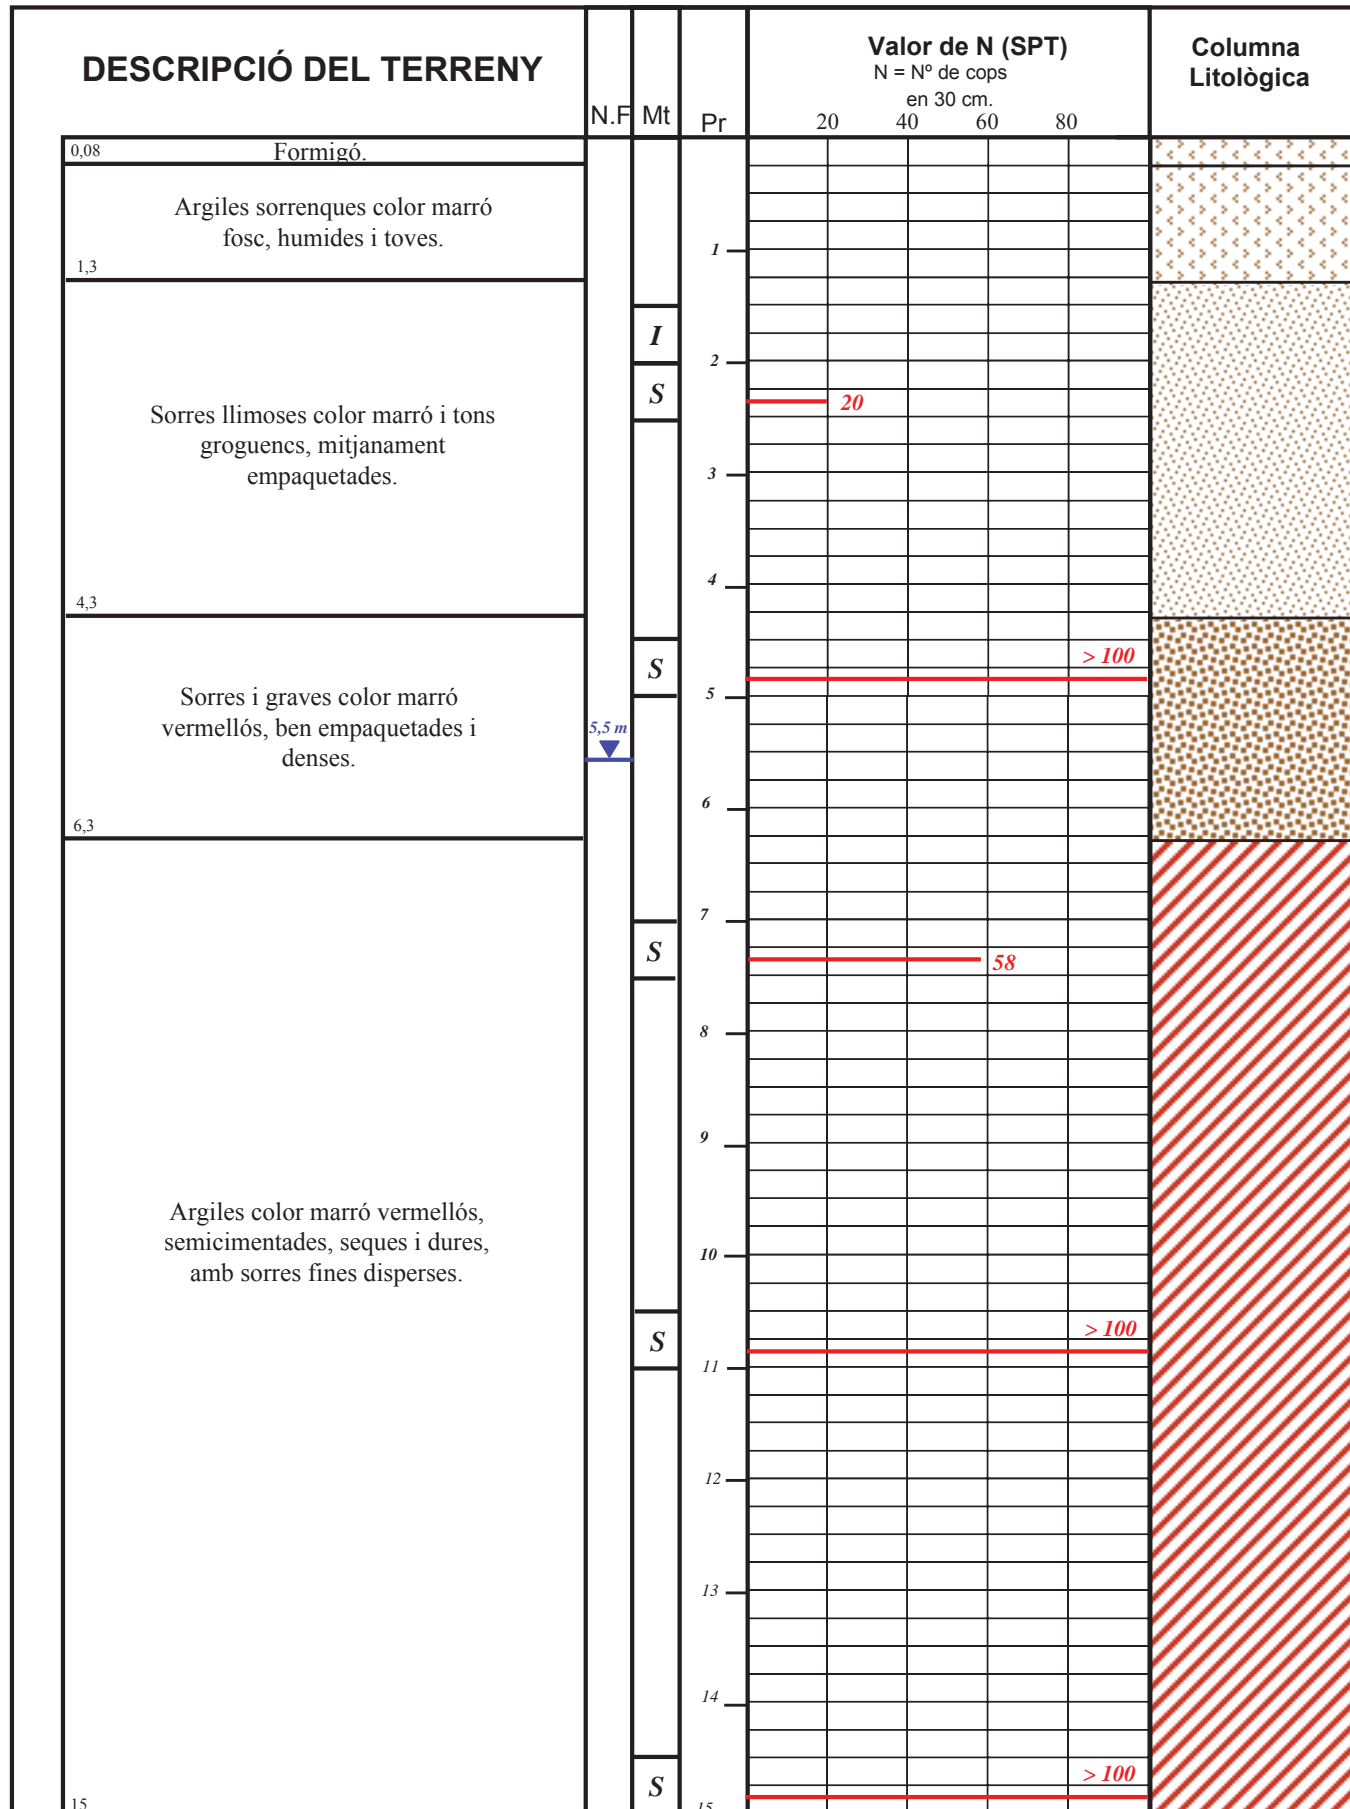 DESCRIPCIÓ DEL TERRENY
N.F
Mt
Pr
Valor de N (SPT)
N = Nº de cops
en 30 cm.
20 40 60 80
Columna
Litològica
0,08
Formigó.
Argiles sorrenques color marró
fosc, humides i toves.
1,3
1
I
2
S
20
Sorres llimoses color marró i tons
groguencs, mitjanament
empaquetades.
3
4
4,3
S
> 100
5
Sorres i graves color marró
vermellós, ben empaquetades i
denses.
5,5 m
6
6,3
7
S
58
8
9
Argiles color marró vermellós,
semicimentades, seques i dures,
amb sorres fines disperses.
10
S
> 100
11
12
13
14
S
> 100
15
15